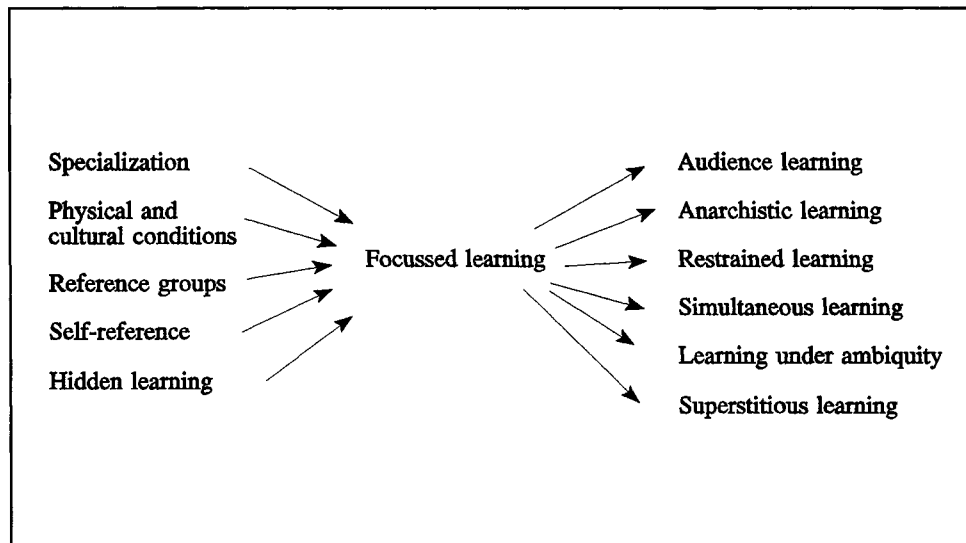 Specialization
Physical and
cultural conditions
Reference groups
Self-reference
Hidden learning
Focussed learning
Audience learning
Anarchistic learning
Restrained learning
Simultaneous learning
Learning under ambiquity
Superstitious learning